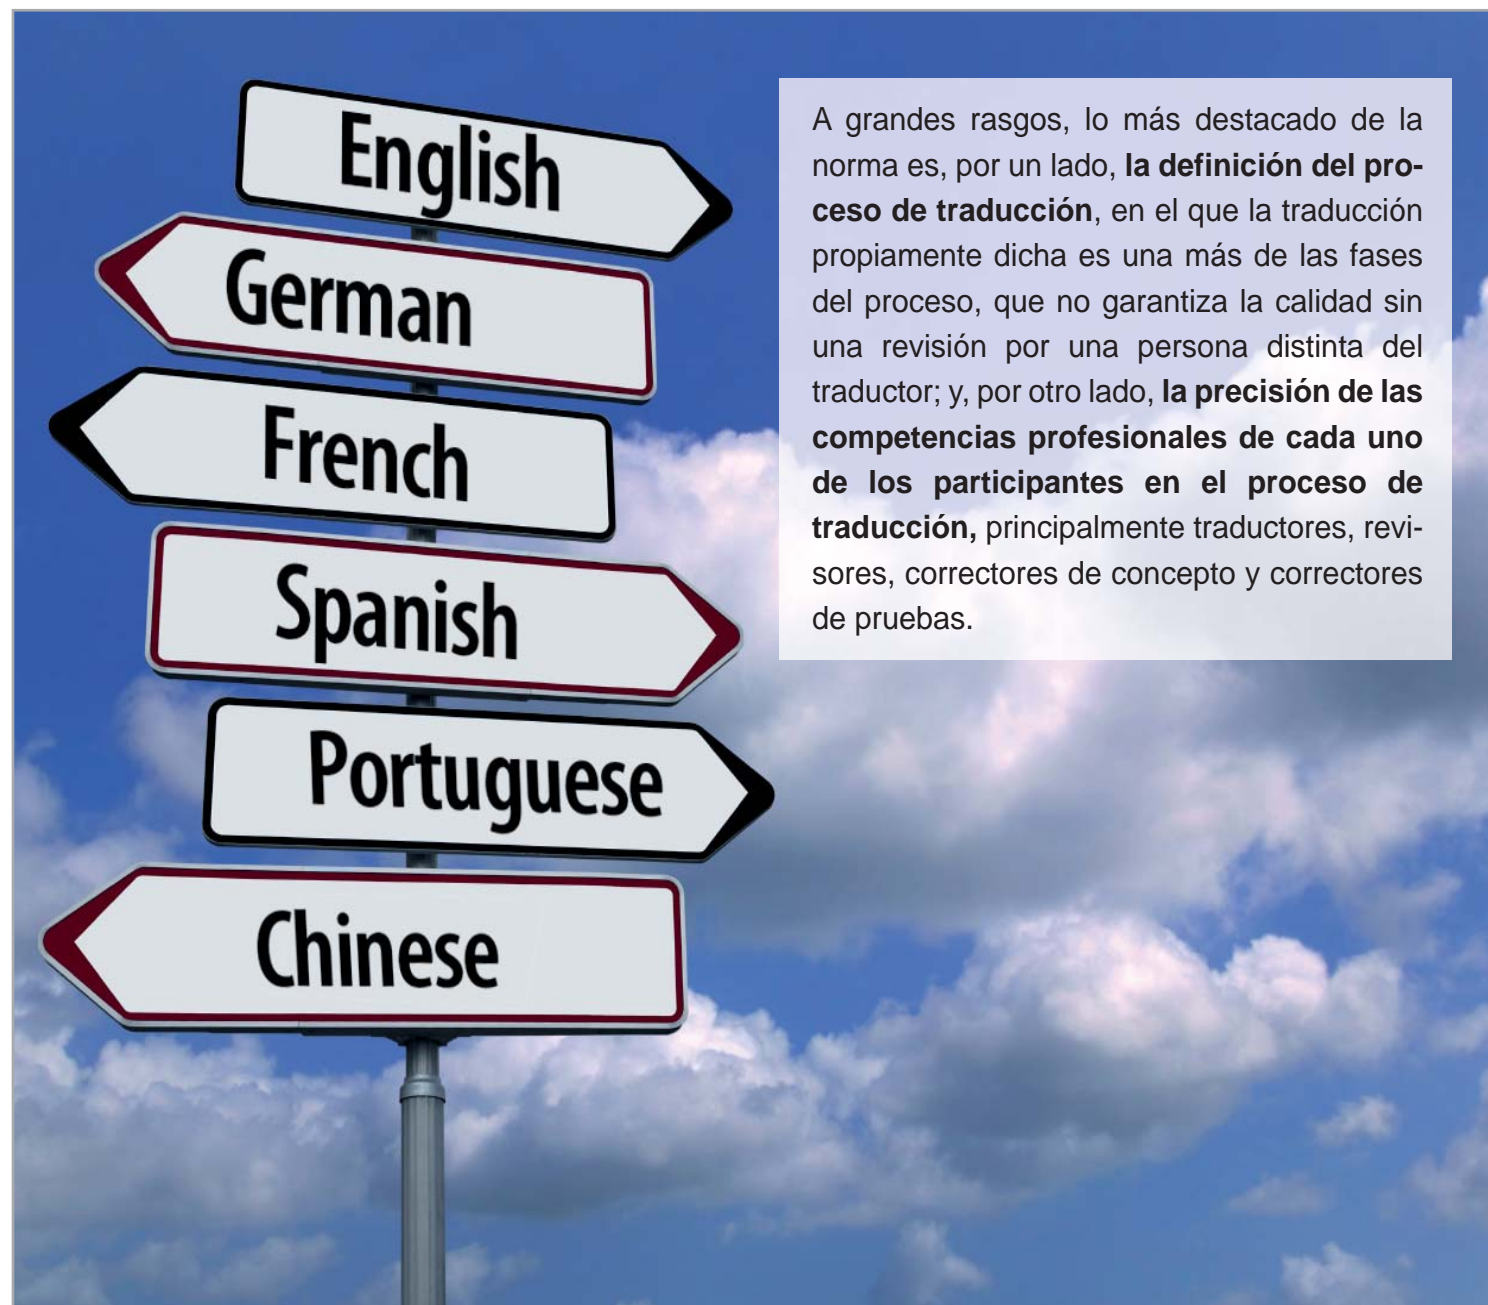 English
German
French
Spanish
Portuguese
Chinese
A grandes rasgos, lo más destacado de la
norma es, por un lado, la definición del pro-
ceso de traducción, en el que la traducción
propiamente dicha es una más de las fases
del proceso, que no garantiza la calidad sin
una revisión por una persona distinta del
traductor; y, por otro lado, la precisión de las
competencias profesionales de cada uno
de los participantes en el proceso de
traducción, principalmente traductores, revi-
sores, correctores de concepto y correctores
de pruebas.